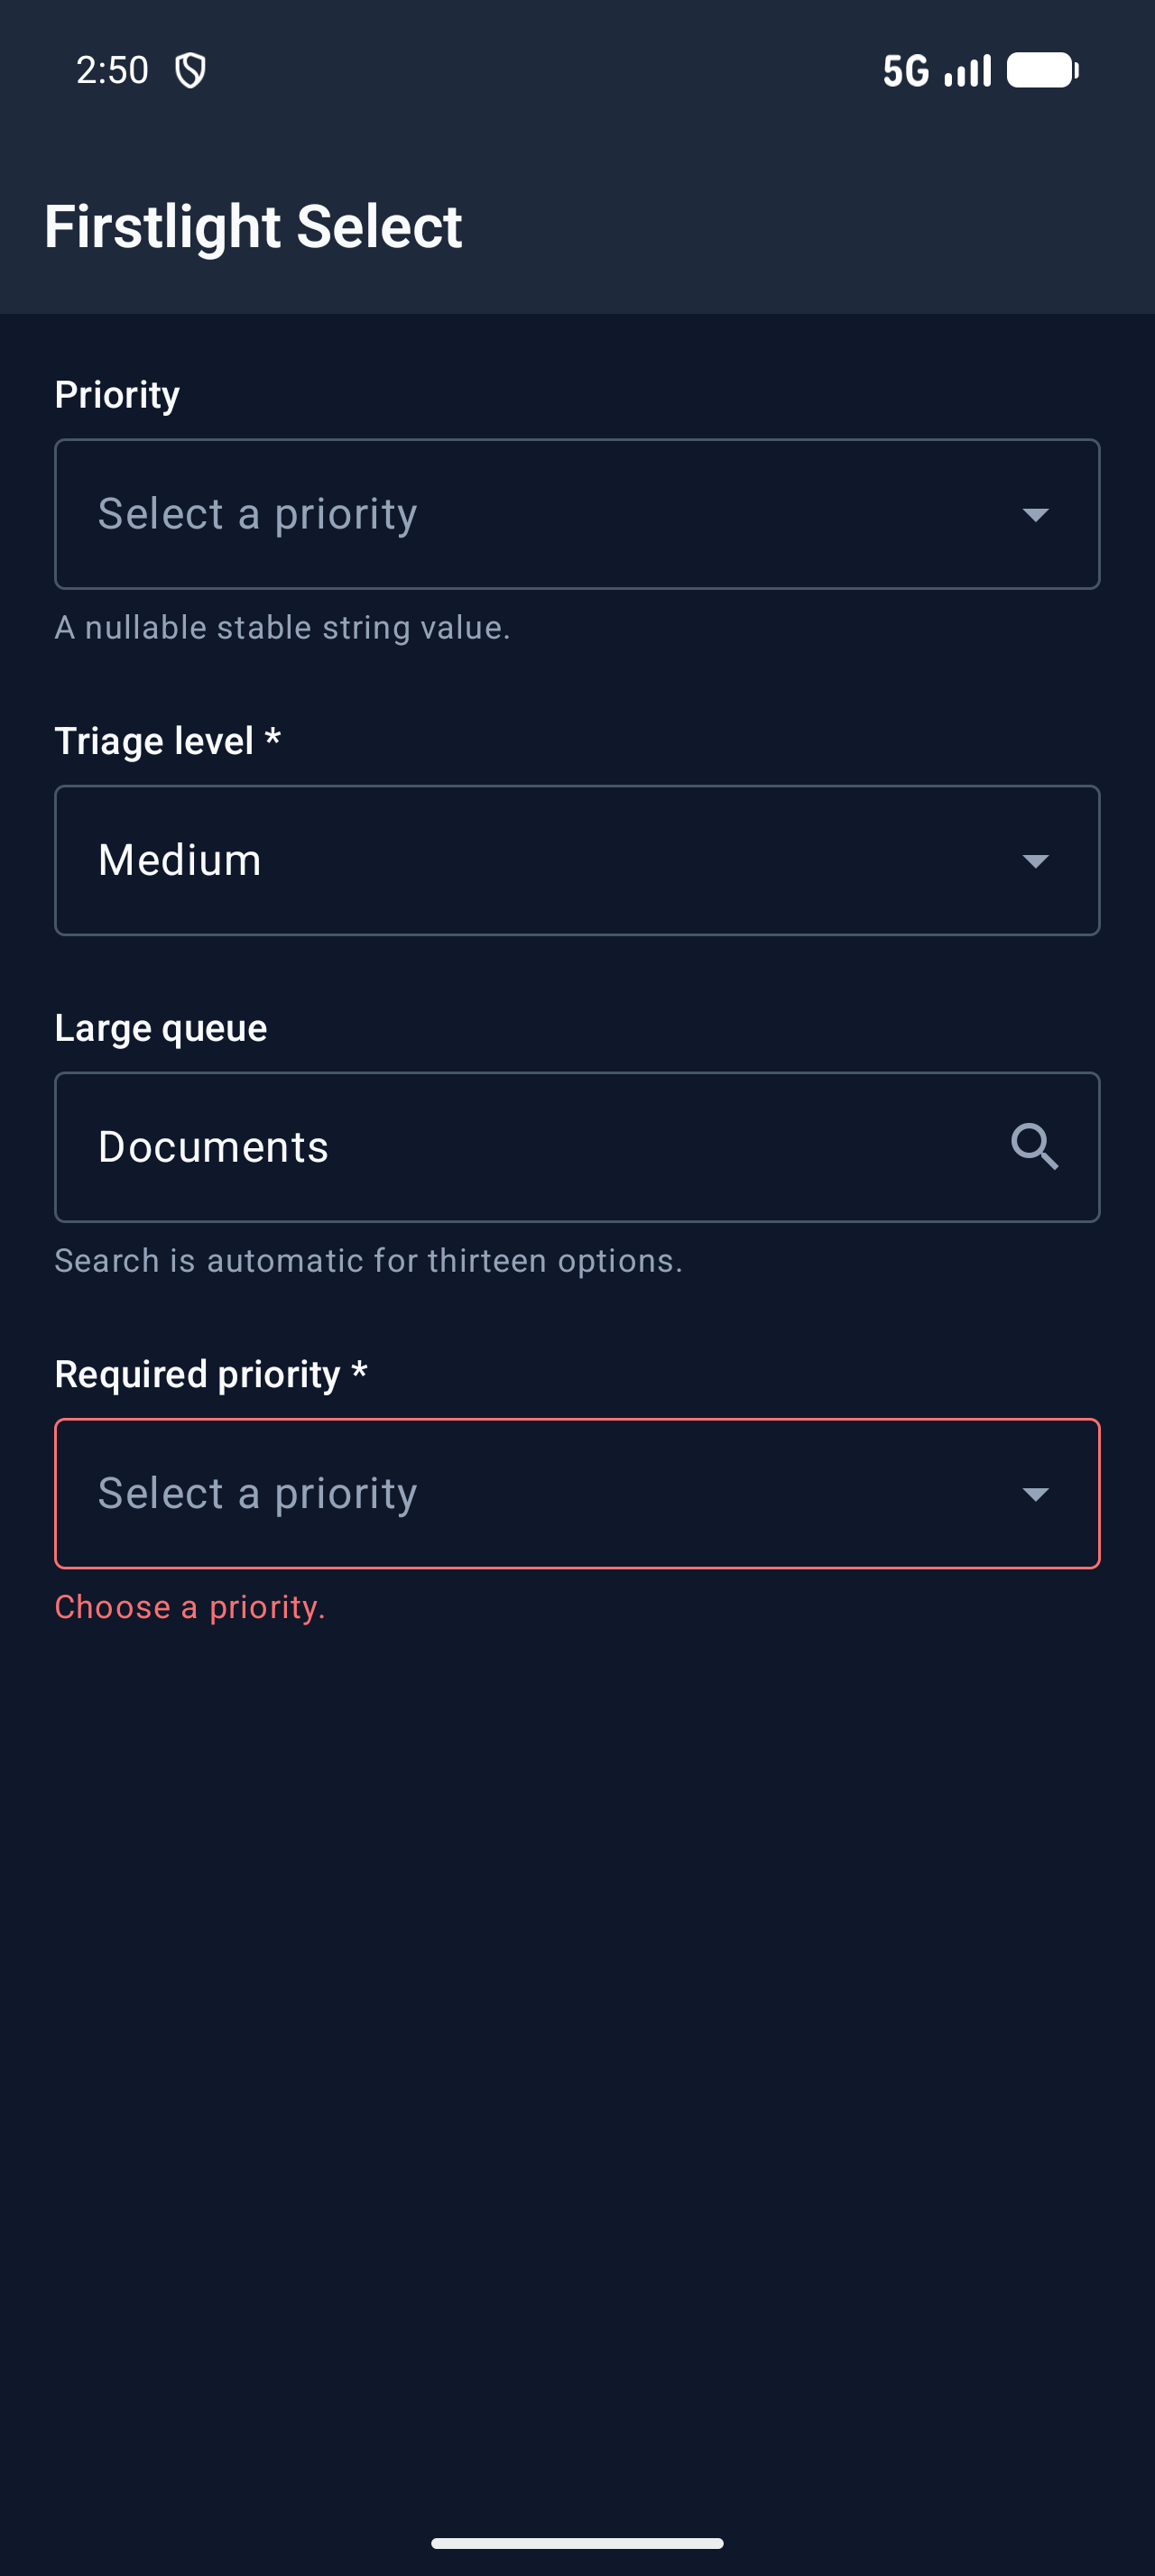 2:50 5G
Firstlight Select
Priority
Select a priority
A nullable stable string value.
Triage level *
Medium
Large queue
Documents
Search is automatic for thirteen options.
Required priority *
Select a priority
Choose a priority.